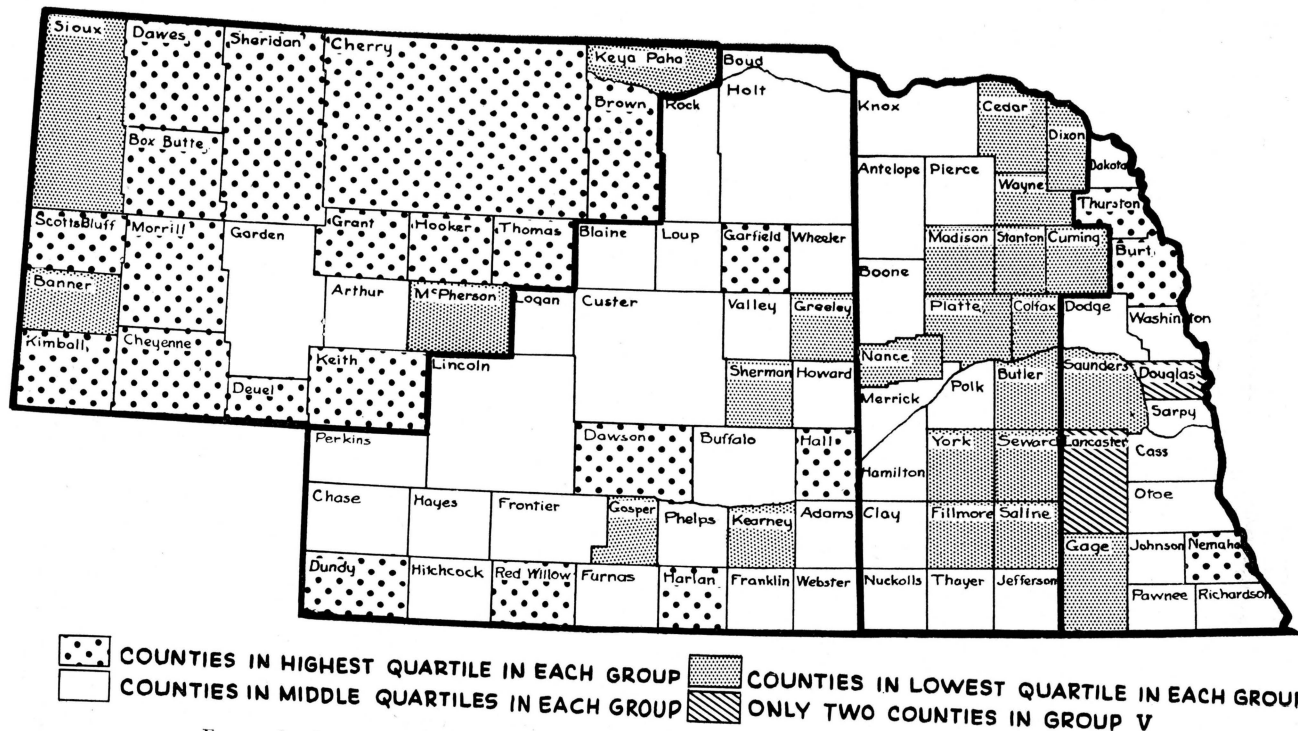 Sioux Dawes Sheridan Cherry Keya Paha Boyd
Holt
Brown Rock Knox Cedar
Dixon
Box Butte Antelope Pierce Dakota
Wayne
Thurston
ScottsBluff Morrill Garden Grant Hooker Thomas Blaine Loup Garfield Wheeler Madison Stanton Cuming
Burt
Boone
Banner Arthur McPherson Logan Custer Valley Greeley Platte Colfax Dodge
Washington
Kimball Cheyenne Keith Lincoln Nance
Deuel Sherman Howard Polk Butler Saunders Douglas
Merrick Sarpy
Perkins Dawson Buffalo Hall York Seward Lancaster
Cass
Hamilton
Chase Hayes Frontier Gosper Phelps Kearney Adams Clay Fillmore Saline Otoe
Gage Johnson Nemaha
Dundy Hitchcock Red Willow Furnas Harlan Franklin Webster Nuckolls Thayer Jefferson
Pawnee Richardson
COUNTIES IN HIGHEST QUARTILE IN EACH GROUP
COUNTIES IN LOWEST QUARTILE IN EACH GROUP
COUNTIES IN MIDDLE QUARTILES IN EACH GROUP
ONLY TWO COUNTIES IN GROUP V